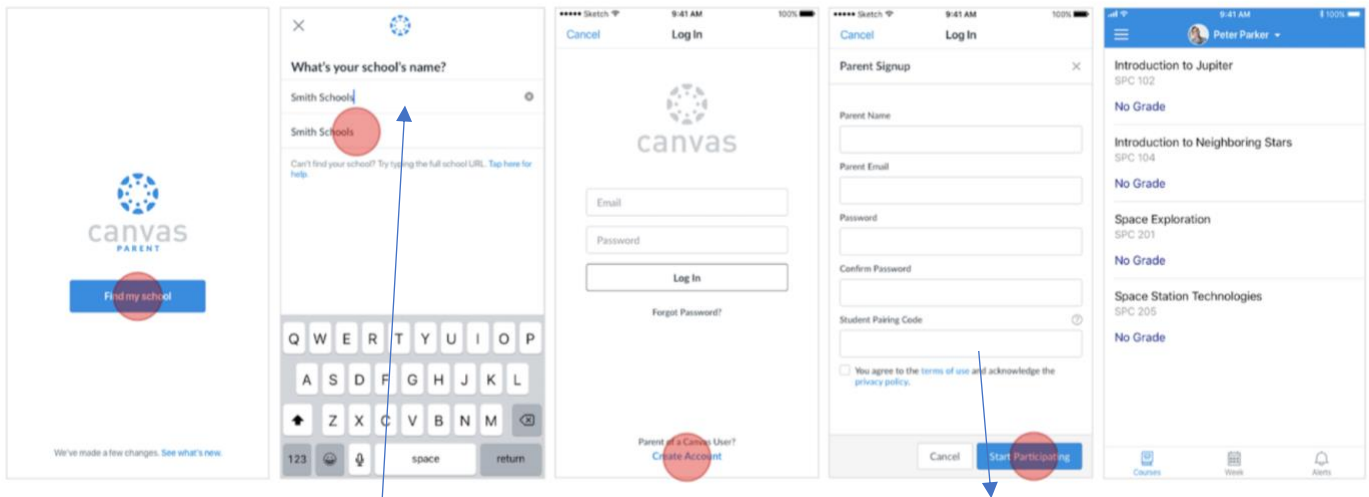 canvas
PARENT
Find my school
We've made a few changes. See what's new.
What's your school's name?
Smith Schools
Smith Schools
Can't find your school? Try typing the full school URL. Tap here for
help.
Q W E R T Y U I O P
A S D F G H J K L
Z X C V B N M
123 space return
Sketch 9:41 AM 100%
Cancel Log In
canvas
Email
Password
Log In
Forgot Password?
Parent of a Canvas User?
Create Account
Sketch 9:41 AM 100%
Cancel Log In
Parent Signup
Parent Name
Parent Email
Password
Confirm Password
Student Pairing Code
You agree to the terms of use and acknowledge the
privacy policy.
Cancel Start Participating
9:41 AM 100%
Peter Parker
Introduction to Jupiter
SPC 102
No Grade
Introduction to Neighboring Stars
SPC 104
No Grade
Space Exploration
SPC 201
No Grade
Space Station Technologies
SPC 205
No Grade
Courses Week Alerts